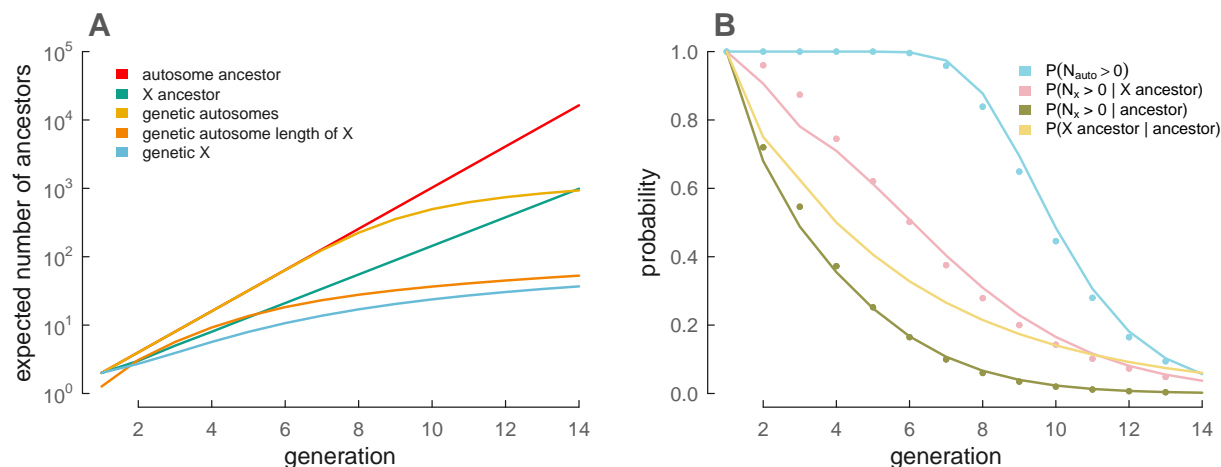 A
expected number of ancestors
10^5
10^4
10^3
10^2
10^1
10^0
autosome ancestor
X ancestor
genetic autosomes
genetic autosome length of X
genetic X
2 4 6 8 10 12 14
generation
B
probability
1.0
0.8
0.6
0.4
0.2
0.0
P(N_auto > 0)
P(N_x > 0 | X ancestor)
P(N_x > 0 | ancestor)
P(X ancestor | ancestor)
2 4 6 8 10 12 14
generation